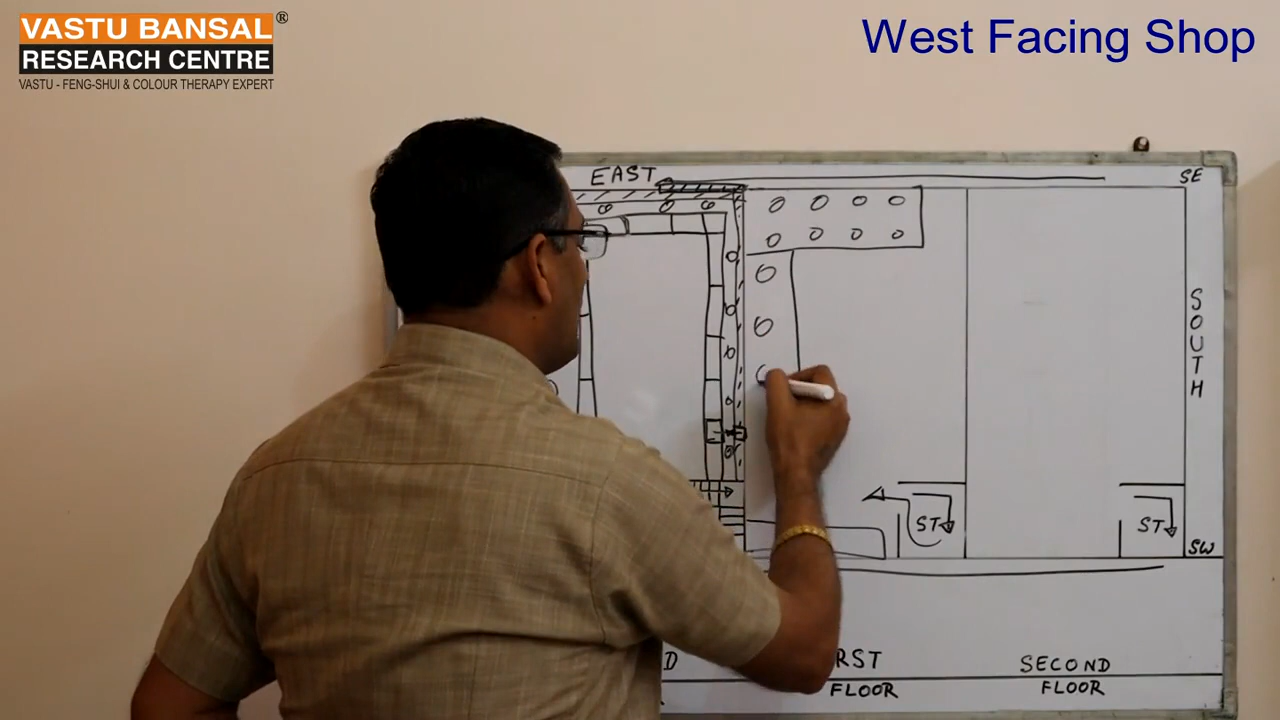 VASTU BANSAL
RESEARCH CENTRE
®
VASTU - FENG-SHUI & COLOUR THERAPY EXPERT
West Facing Shop
EAST
SE
SOUTH
ST
ST
SW
RST
FLOOR
SECOND
FLOOR